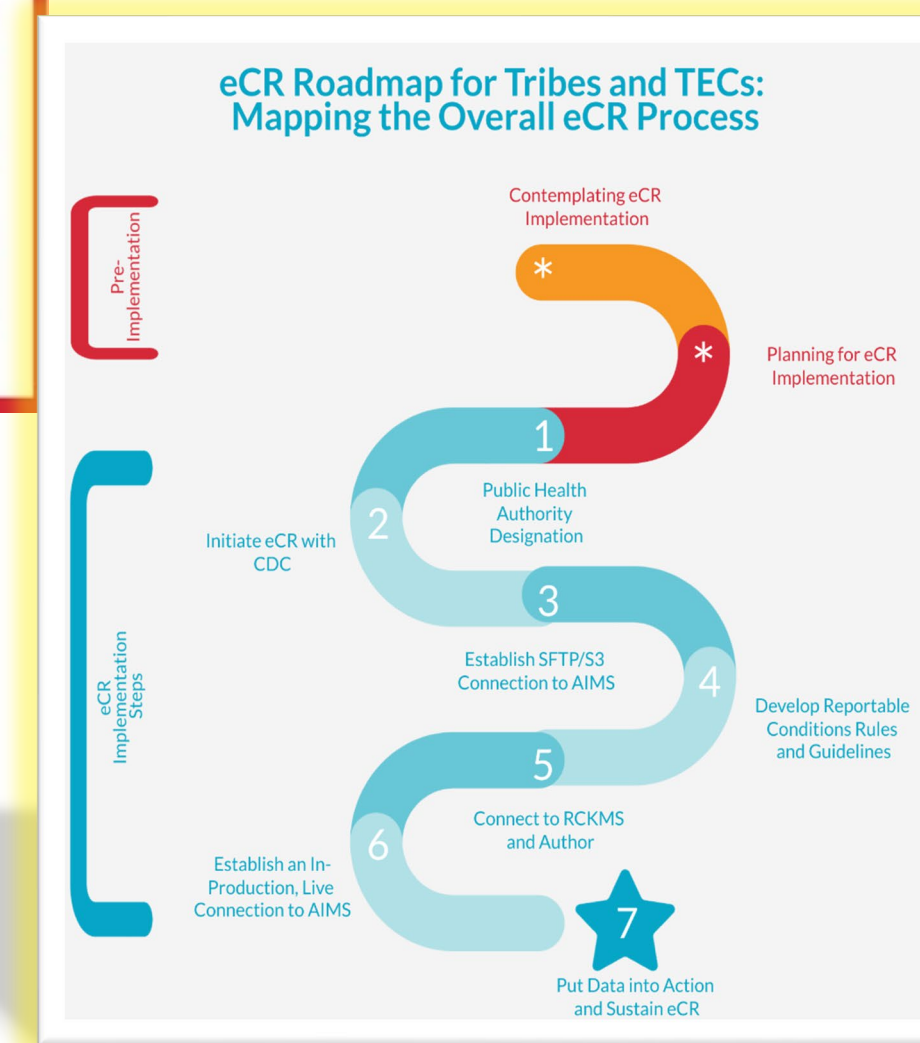 eCR Roadmap for Tribes and TECs:
Mapping the Overall eCR Process
Pre-
Implementation
Contemplating eCR
Implementation
*
*
Planning for eCR
Implementation
1
Public Health
Authority
Designation
2
Initiate eCR with
CDC
3
Establish SFTP/S3
Connection to AIMS
4
Develop Reportable
Conditions Rules
and Guidelines
eCR
Implementation
Steps
5
Connect to RCKMS
and Author
6
Establish an In-
Production, Live
Connection to AIMS
7
Put Data into Action
and Sustain eCR